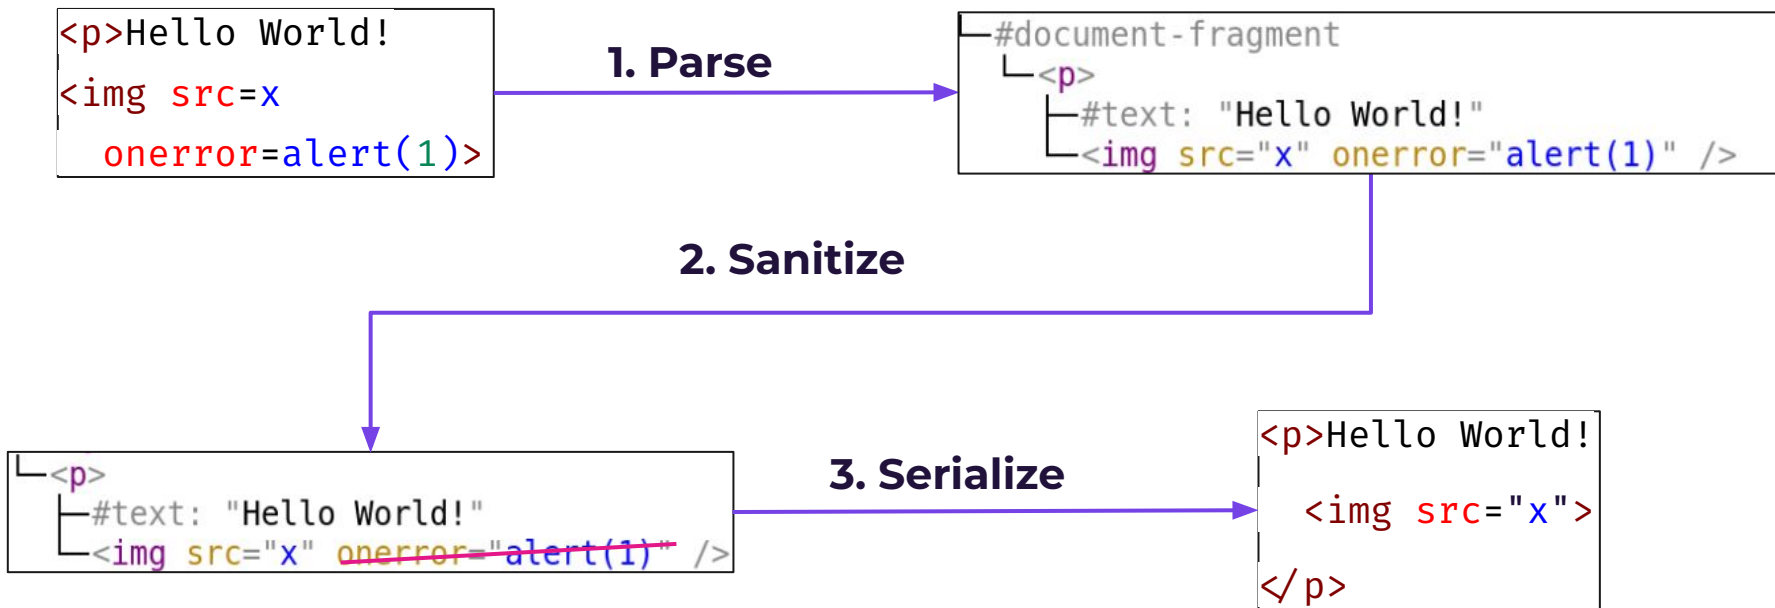 <p>Hello World!
<img src=x
onerror=alert(1)>
1. Parse
#document-fragment
<p>
#text: "Hello World!"
<img src="x" onerror="alert(1)" />
2. Sanitize
<p>
#text: "Hello World!"
<img src="x" onerror="alert(1)" />
3. Serialize
<p>Hello World!
<img src="x">
</p>